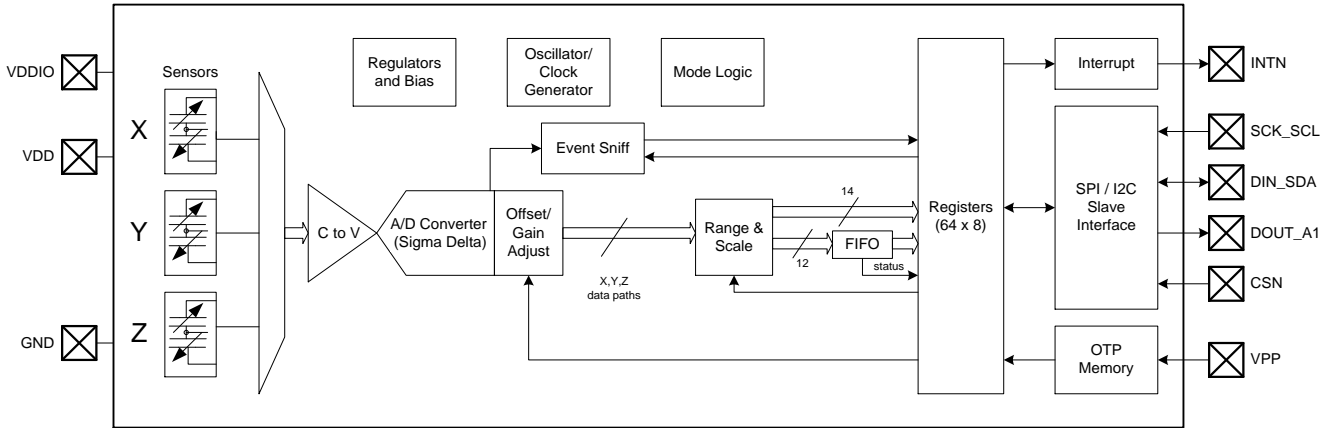 VDDIO
VDD
GND
Sensors
X
Y
Z
C to V
A/D Converter
(Sigma Delta)
Offset/
Gain
Adjust
Regulators
and Bias
Oscillator/
Clock
Generator
Mode Logic
Event Sniff
X,Y,Z
data paths
Range &
Scale
14
12
FIFO
status
Registers
(64 x 8)
Interrupt
SPI / I2C
Slave
Interface
OTP
Memory
INTN
SCK_SCL
DIN_SDA
DOUT_A1
CSN
VPP